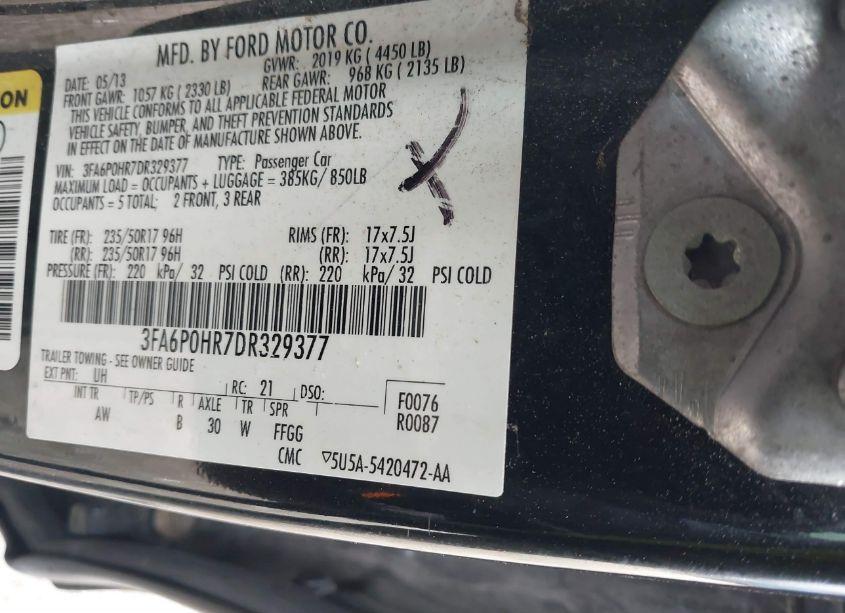 MFD. BY FORD MOTOR CO.
DATE: 05/13 GVWR: 2019 KG ( 4450 LB)
FRONT GAWR: 1057 KG ( 2330 LB) REAR GAWR: 968 KG ( 2135 LB)
THIS VEHICLE CONFORMS TO ALL APPLICABLE FEDERAL MOTOR
VEHICLE SAFETY, BUMPER, AND THEFT PREVENTION STANDARDS
IN EFFECT ON THE DATE OF MANUFACTURE SHOWN ABOVE.
VIN: 3FA6P0HR7DR329377 TYPE: Passenger Car
MAXIMUM LOAD = OCCUPANTS + LUGGAGE = 385KG/ 850LB
OCCUPANTS = 5 TOTAL; 2 FRONT, 3 REAR
TIRE (FR): 235/50R17 96H RIMS (FR): 17x7.5J
(RR): 235/50R17 96H (RR): 17x7.5J
PRESSURE (FR): 220 kPa/ 32 PSI COLD (RR): 220 kPa/ 32 PSI COLD
3FA6P0HR7DR329377
TRAILER TOWING - SEE OWNER GUIDE
EXT PNT: UH RC: 21 DSO:
INT TR TP/PS R AXLE TR SPR F0076
AW B 30 W FFGG R0087
CMC ▽5U5A-5420472-AA